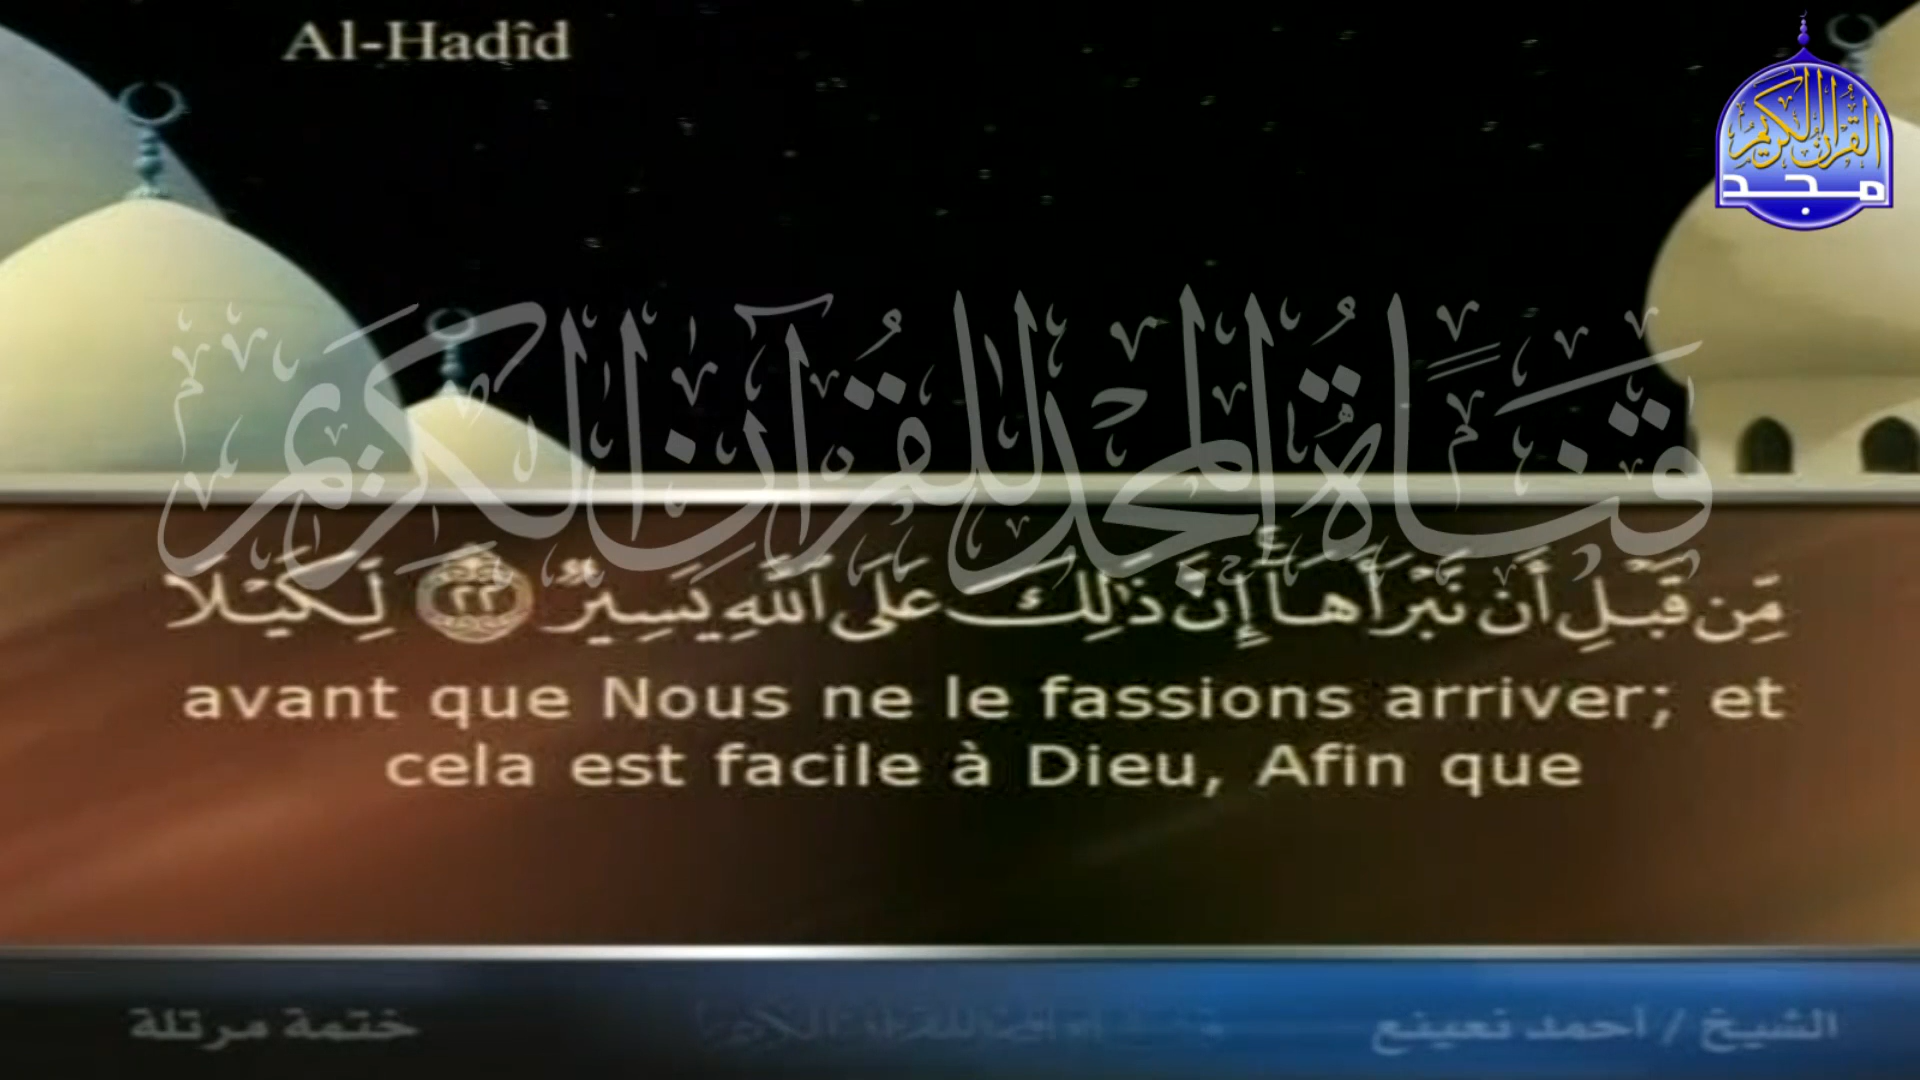 Al-Hadîd
القرآن الكريم
مجد
قناة المجد للقرآن الكريم
مِّن قَبْلِ أَن نَّبْرَأَهَا إِنَّ ذَٰلِكَ عَلَى ٱللَّهِ يَسِيرٌ ٢٢ لِّكَيْلَا
avant que Nous ne le fassions arriver; et
cela est facile à Dieu, Afin que
الشيخ / أحمد نعينع
ختمة مرتلة